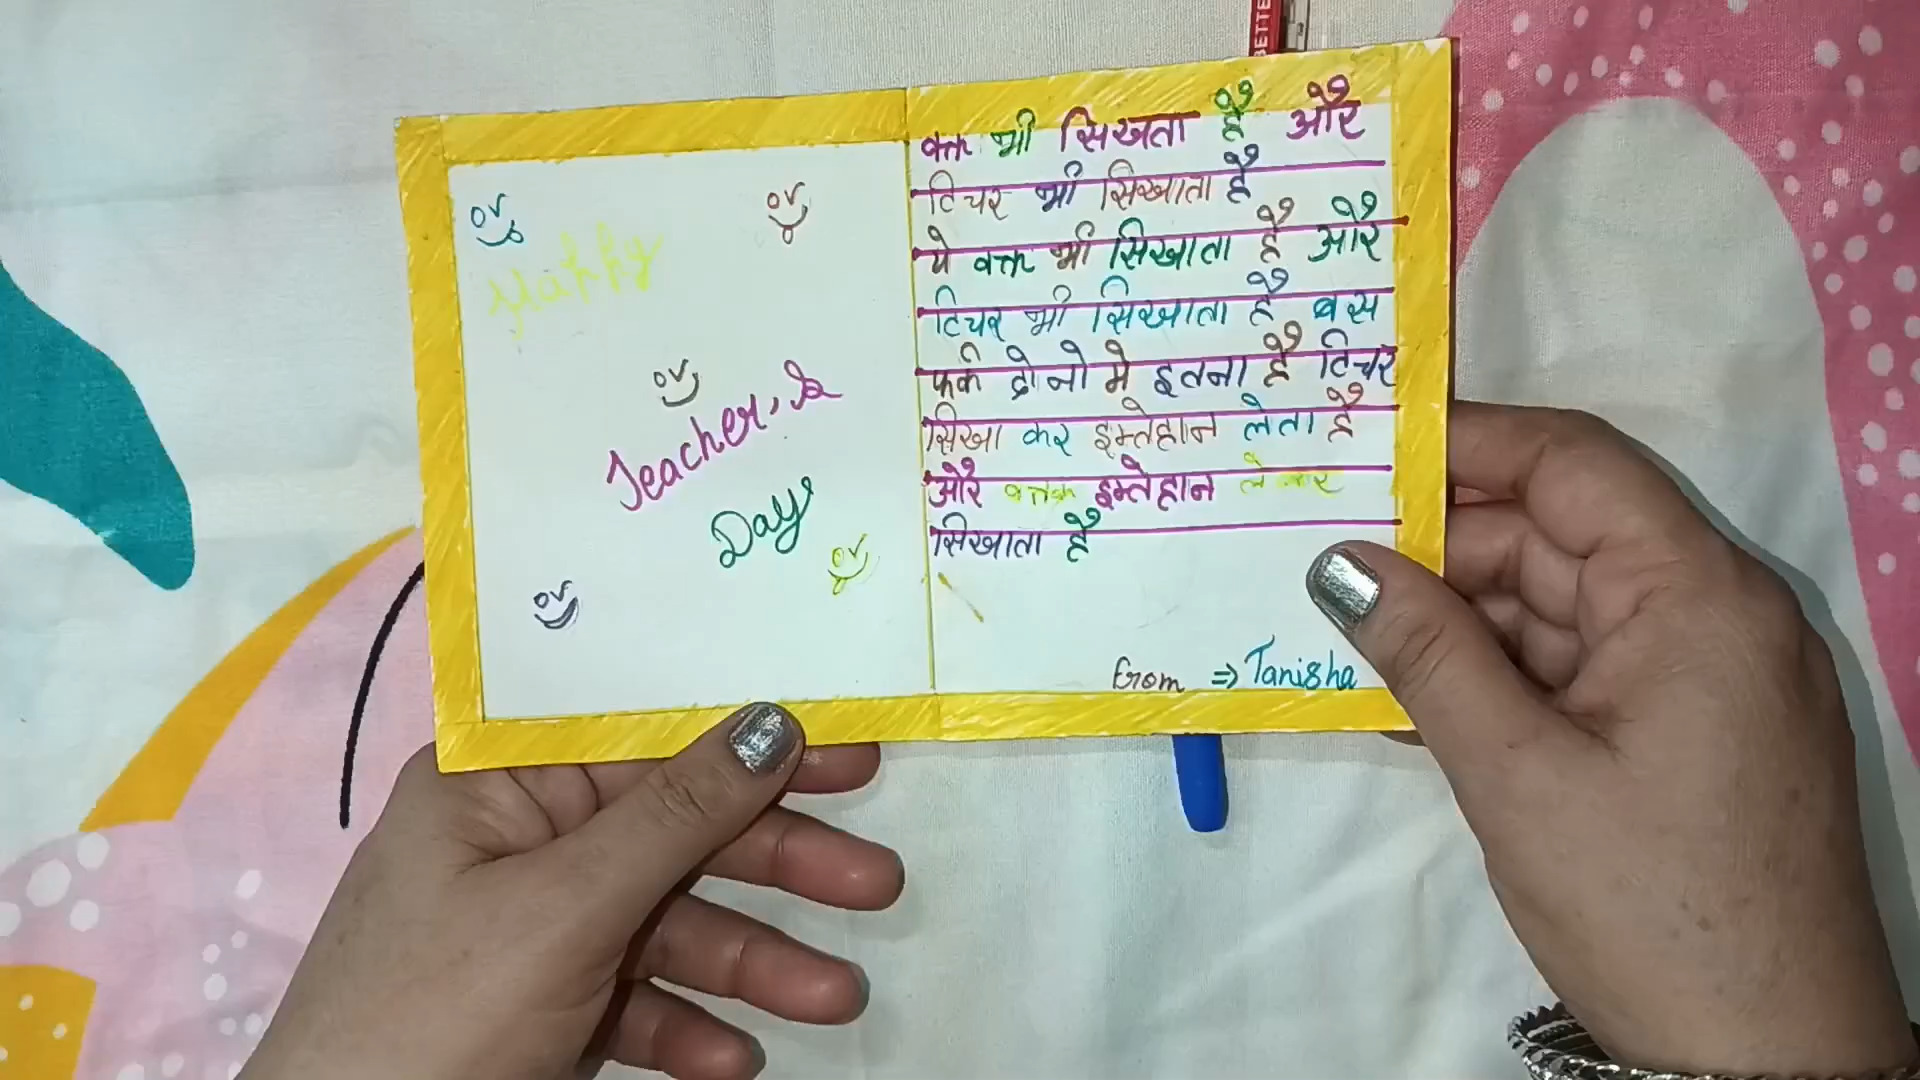 BETTE
Happy
Teacher's
Day
वक्त भी सिखता है और
टिचर भी सिखाता है
ये वक्त भी सिखाता है और
टिचर भी सिखाता है बस
फर्क दोनो मे इतना है टिचर
सिखा कर इम्तेहान लेता है
और वक्त इम्तेहान लेकर
सिखाता है
From ⇒ Tanisha